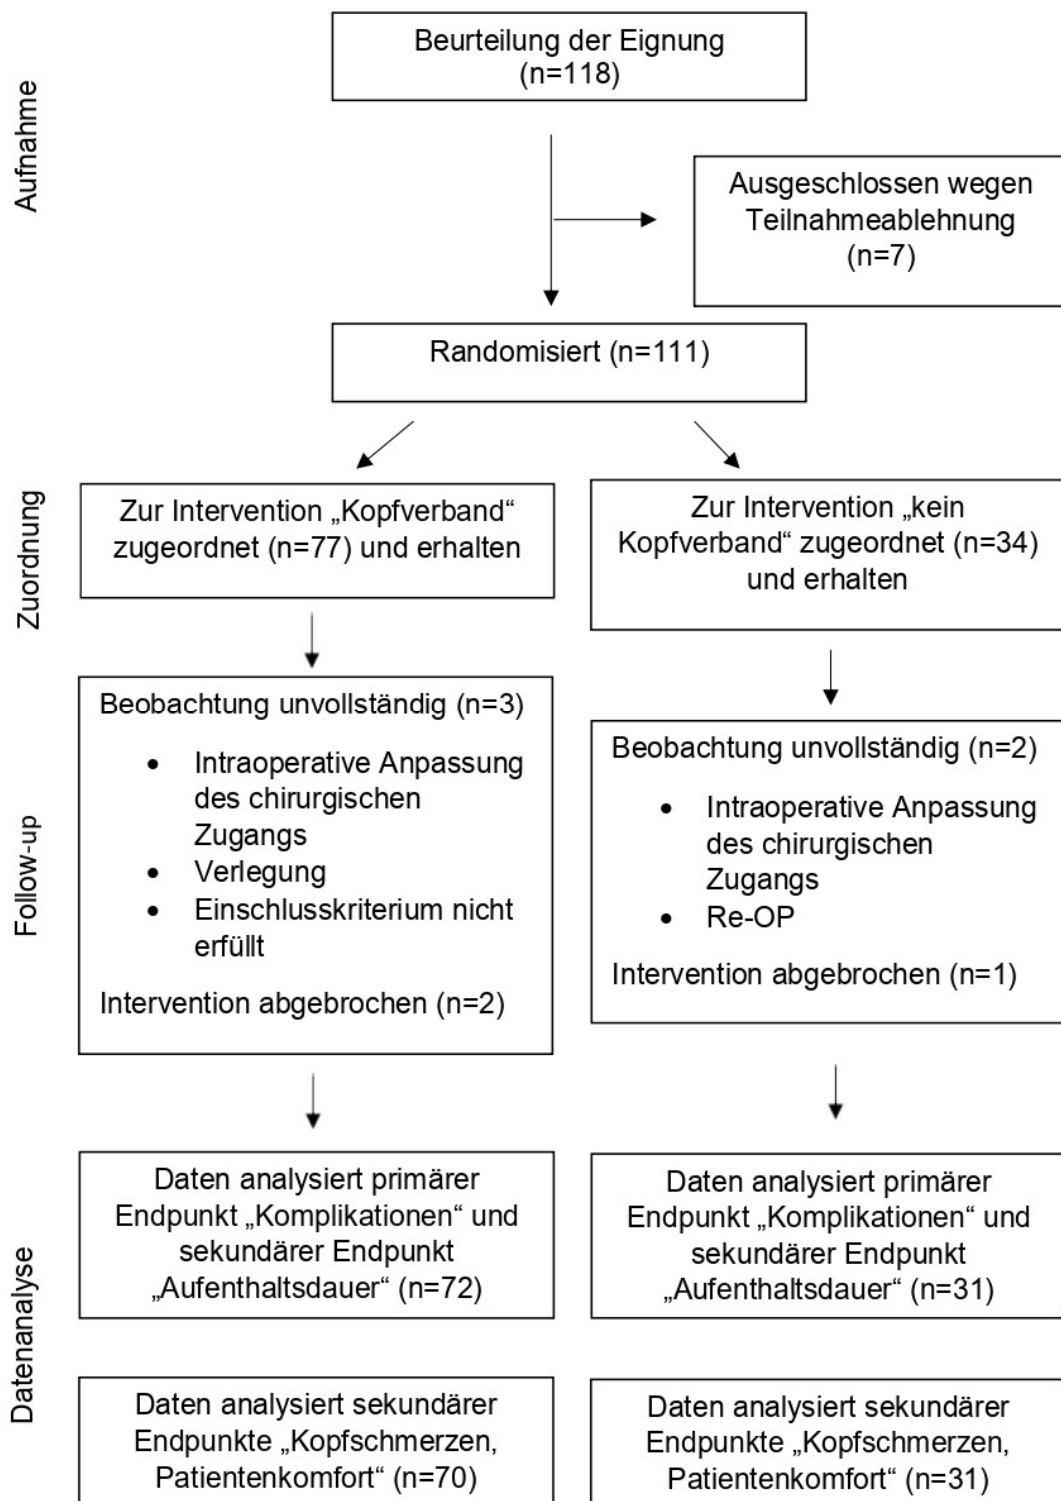 Aufnahme
Beurteilung der Eignung
(n=118)
Ausgeschlossen wegen
Teilnahmeablehnung
(n=7)
Randomisiert (n=111)
Zuordnung
Zur Intervention „Kopfverband“
zugeordnet (n=77) und erhalten
Zur Intervention „kein
Kopfverband“ zugeordnet (n=34)
und erhalten
Follow-up
Beobachtung unvollständig (n=3)
• Intraoperative Anpassung
des chirurgischen
Zugangs
• Verlegung
• Einschlusskriterium nicht
erfüllt
Intervention abgebrochen (n=2)
Beobachtung unvollständig (n=2)
• Intraoperative Anpassung
des chirurgischen
Zugangs
• Re-OP
Intervention abgebrochen (n=1)
Datenanalyse
Daten analysiert primärer
Endpunkt „Komplikationen“ und
sekundärer Endpunkt
„Aufenthaltsdauer“ (n=72)
Daten analysiert primärer
Endpunkt „Komplikationen“ und
sekundärer Endpunkt
„Aufenthaltsdauer“ (n=31)
Daten analysiert sekundärer
Endpunkte „Kopfschmerzen,
Patientenkomfort“ (n=70)
Daten analysiert sekundärer
Endpunkte „Kopfschmerzen,
Patientenkomfort“ (n=31)